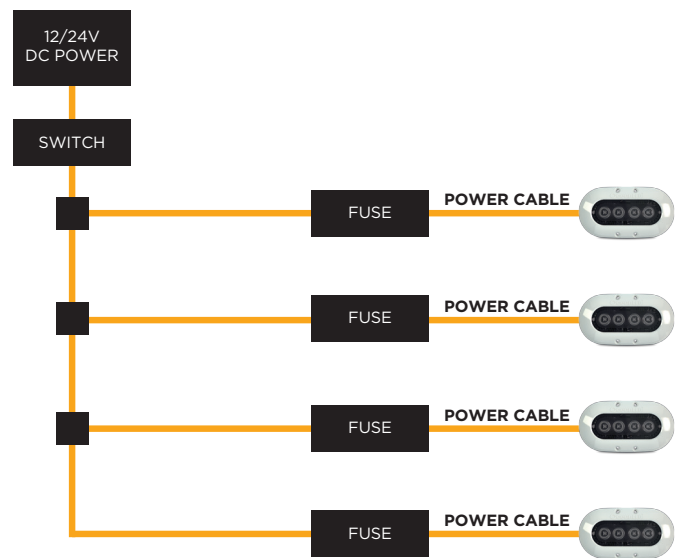 12/24V
DC POWER
SWITCH
FUSE
POWER CABLE
FUSE
POWER CABLE
FUSE
POWER CABLE
FUSE
POWER CABLE